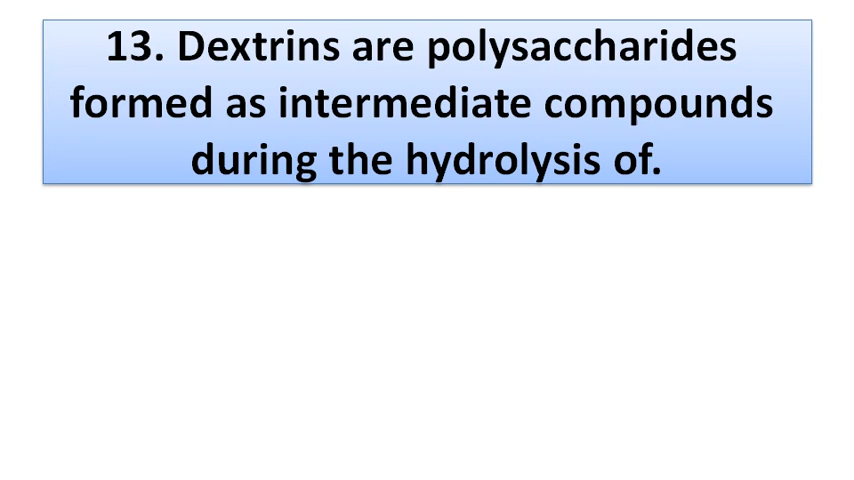 13. Dextrins are polysaccharides
formed as intermediate compounds
during the hydrolysis of.